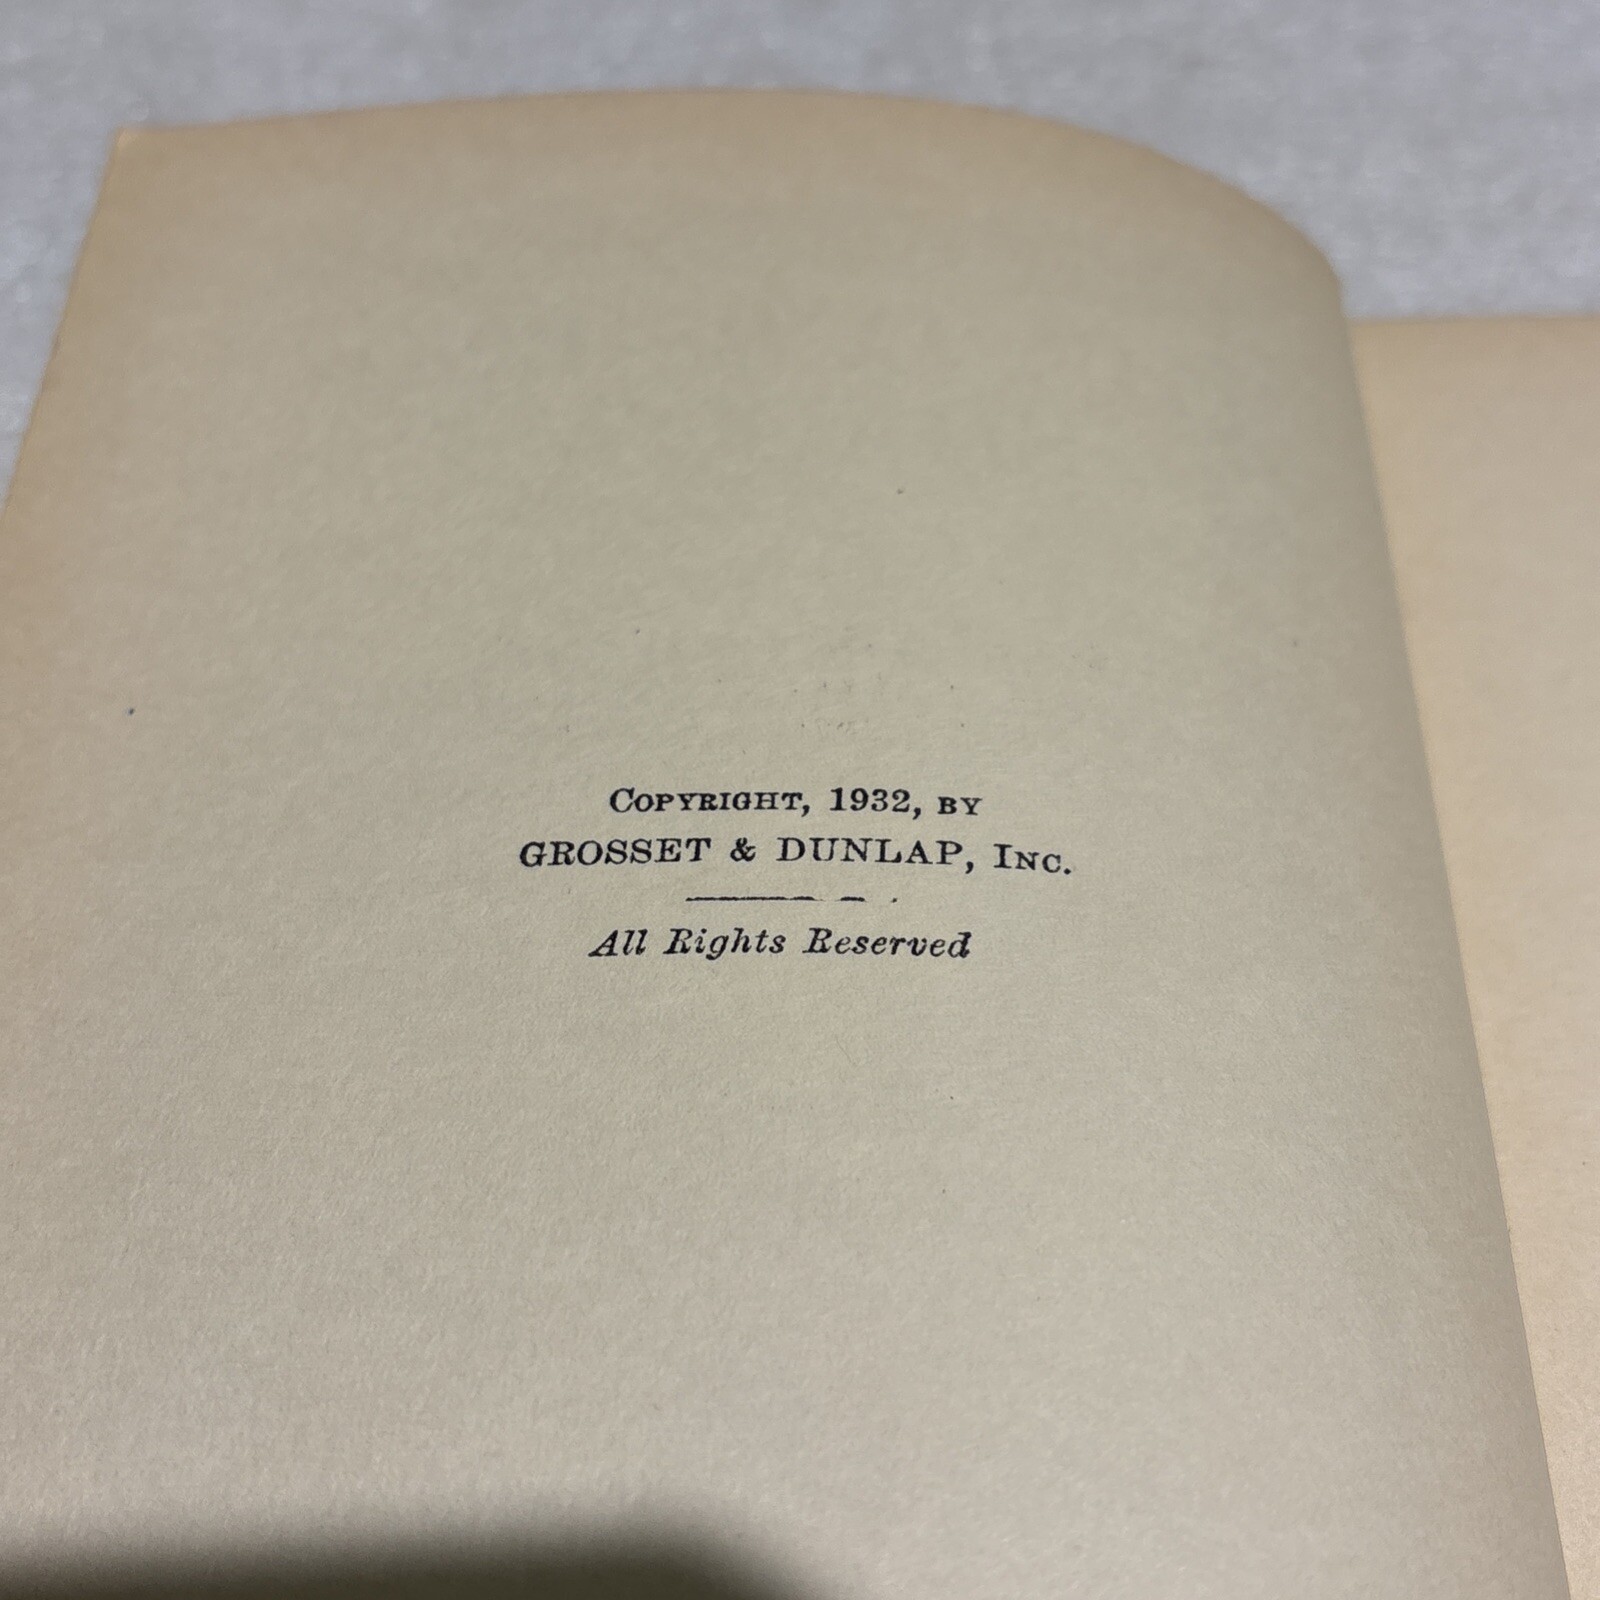 COPYRIGHT, 1932, BY
GROSSET & DUNLAP, INC.
All Rights Reserved